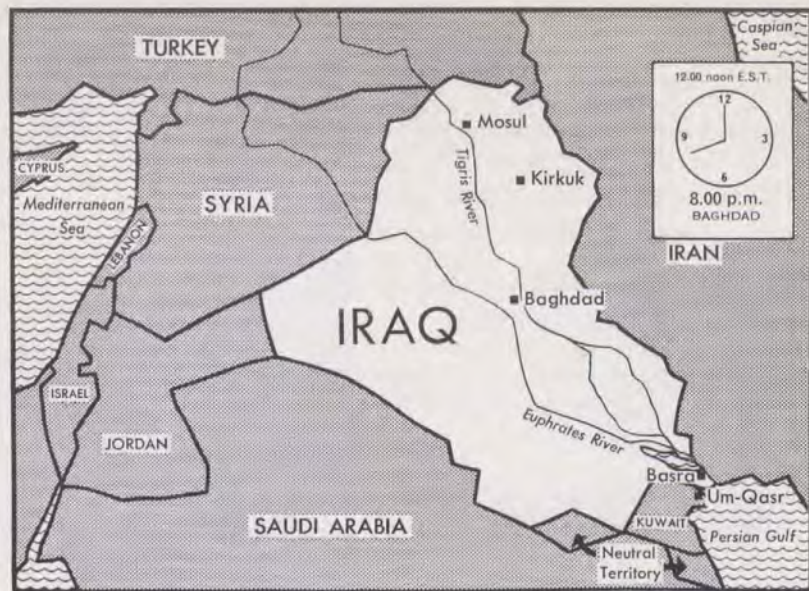 TURKEY
Caspian
Sea
12.00 noon E.S.T.
12
9
3
6
8.00 p.m.
BAGHDAD
Mosul
Tigris River
Kirkuk
CYPRUS
Mediterranean
Sea
SYRIA
LEBANON
IRAN
Baghdad
IRAQ
ISRAEL
JORDAN
Euphrates River
Basra
Um-Qasr
SAUDI ARABIA
KUWAIT
Persian Gulf
Neutral
Territory